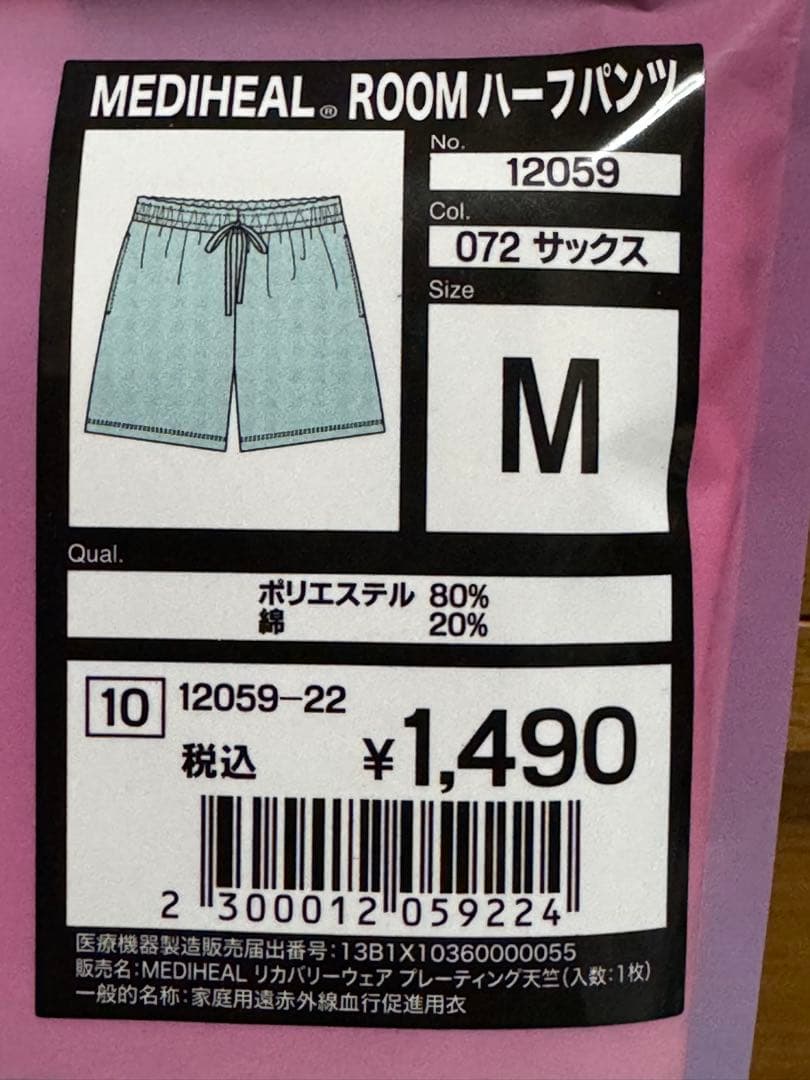 MEDIHEAL® ROOM ハーフパンツ
No.
12059
Col.
072 サックス
Size
M
Qual.
ポリエステル 80%
綿 20%
10 12059-22
税込 ¥1,490
2 300012 059224
医療機器製造販売届出番号:13B1X10360000055
販売名:MEDIHEAL リカバリーウェア プレーティング天竺(入数:1枚)
一般的名称:家庭用遠赤外線血行促進用衣